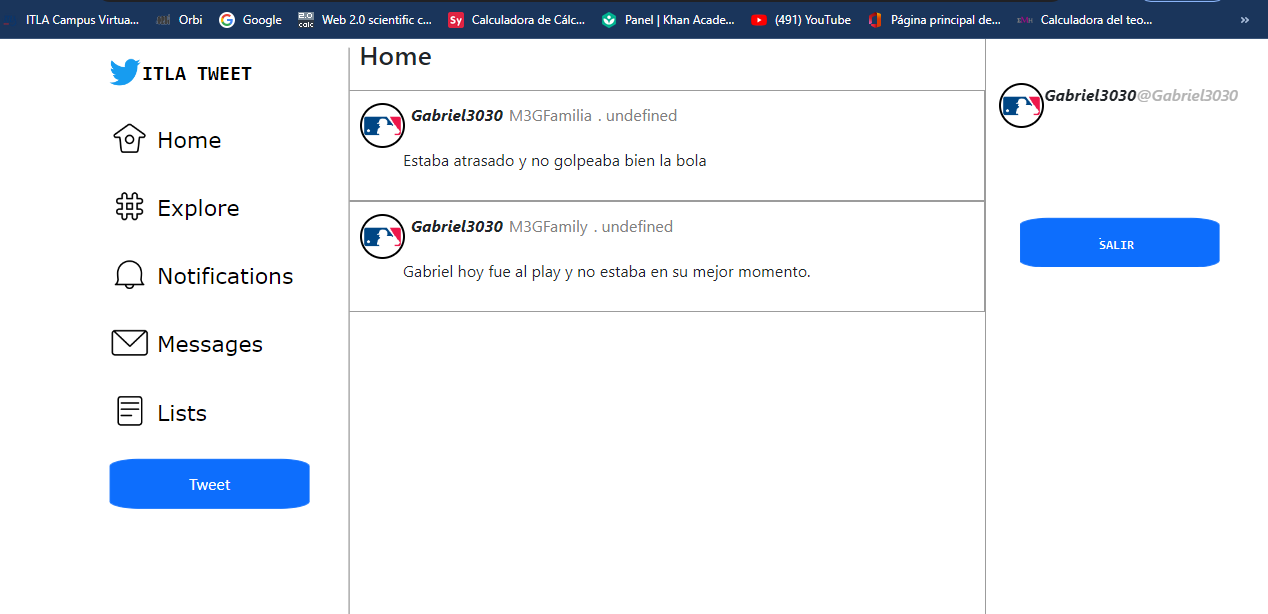 ITLA Campus Virtua... Orbi Google Web 2.0 scientific c... Calculadora de Cálc... Panel | Khan Acade... (491) YouTube Página principal de... Calculadora del teo... »
ITLA TWEET
Home
Explore
Notifications
Messages
Lists
Tweet
Home
Gabriel3030 M3GFamilia . undefined
Estaba atrasado y no golpeaba bien la bola
Gabriel3030 M3GFamily . undefined
Gabriel hoy fue al play y no estaba en su mejor momento.
Gabriel3030@Gabriel3030
SALIR